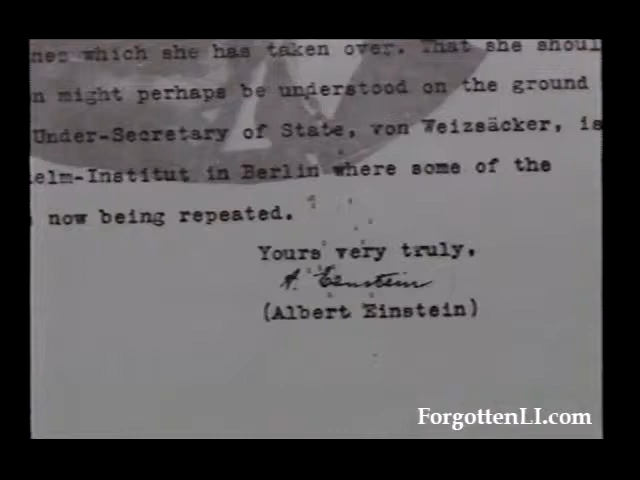 nes which she has taken over. That she shoul
n might perhaps be understood on the ground
Under-Secretary of State, von Weizsäcker, is
elm-Institut in Berlin where some of the
now being repeated.
Yours very truly.
A. Einstein
(Albert Einstein)
ForgottenLI.com